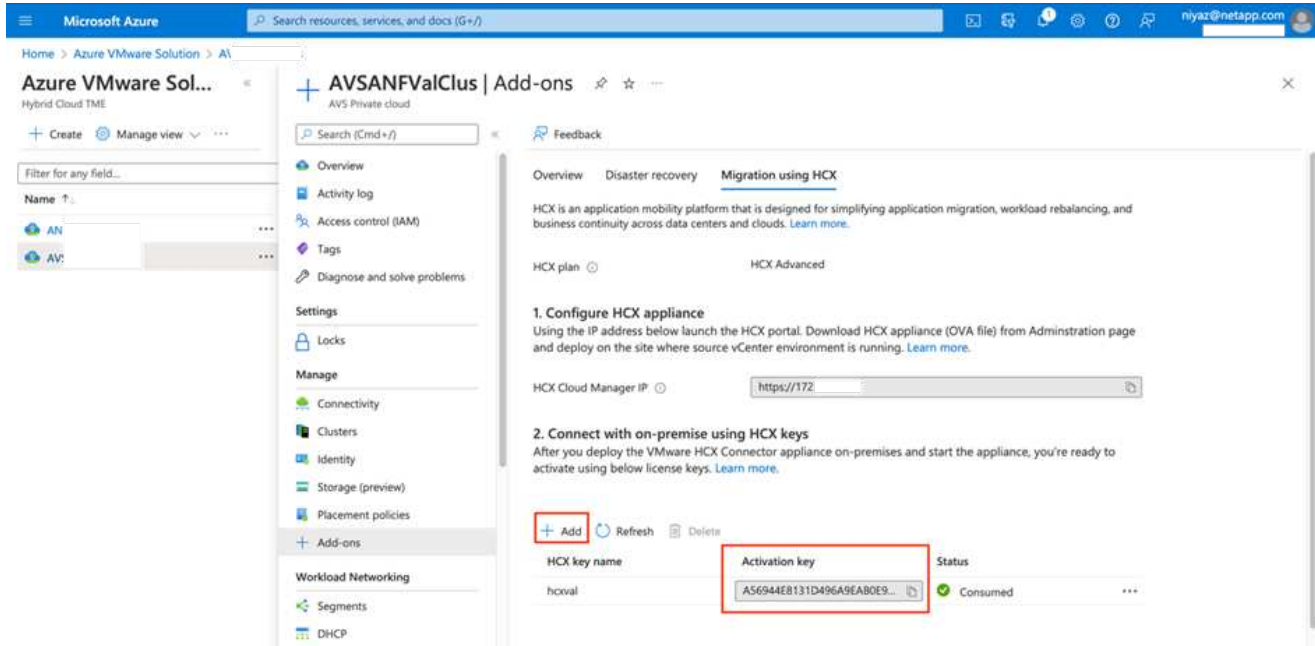 Microsoft Azure
Search resources, services, and docs (G+/)
1
niyaz@netapp.com
Home > Azure VMware Solution > AV
Azure VMware Sol...
Hybrid Cloud TME
Create
Manage view
Filter for any field...
Name ↑↓
AN
AVS
AVSANFValClus | Add-ons
AVS Private cloud
Search (Cmd+/)
Overview
Activity log
Access control (IAM)
Tags
Diagnose and solve problems
Settings
Locks
Manage
Connectivity
Clusters
Identity
Storage (preview)
Placement policies
Add-ons
Workload Networking
Segments
DHCP
Feedback
Overview Disaster recovery Migration using HCX
HCX is an application mobility platform that is designed for simplifying application migration, workload rebalancing, and
business continuity across data centers and clouds. Learn more.
HCX plan HCX Advanced
1. Configure HCX appliance
Using the IP address below launch the HCX portal. Download HCX appliance (OVA file) from Adminstration page
and deploy on the site where source vCenter environment is running. Learn more.
HCX Cloud Manager IP https://172
2. Connect with on-premise using HCX keys
After you deploy the VMware HCX Connector appliance on-premises and start the appliance, you're ready to
activate using below license keys. Learn more.
Add Refresh Delete
HCX key name Activation key Status
hcxval A56944E8131D496A9EAB0E9... Consumed